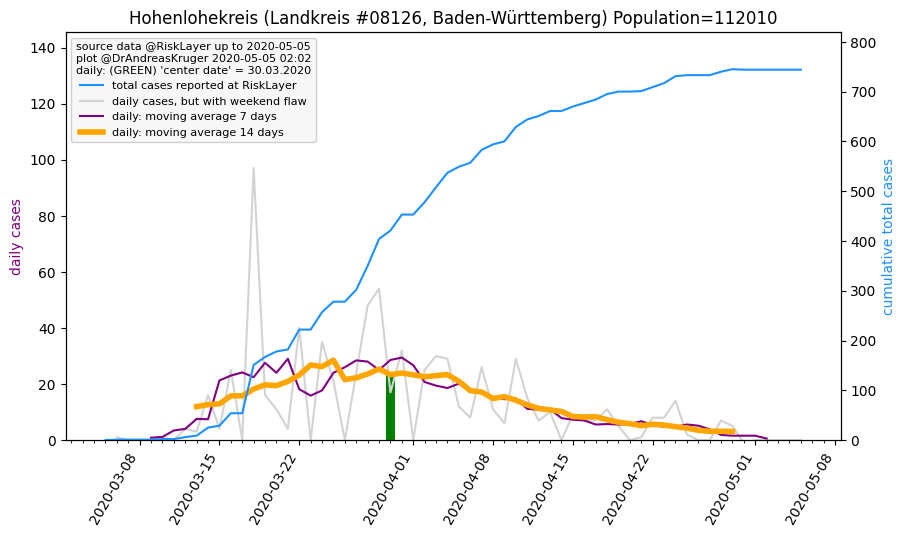 Hohenlohekreis (Landkreis #08126, Baden-Württemberg) Population=112010
source data @RiskLayer up to 2020-05-05
plot @DrAndreasKruger 2020-05-05 02:02
daily: (GREEN) 'center date' = 30.03.2020
total cases reported at RiskLayer
daily cases, but with weekend flaw
daily: moving average 7 days
daily: moving average 14 days
daily cases
140
120
100
80
60
40
20
0
cumulative total cases
800
700
600
500
400
300
200
100
0
2020-03-08
2020-03-15
2020-03-22
2020-04-01
2020-04-08
2020-04-15
2020-04-22
2020-05-01
2020-05-08